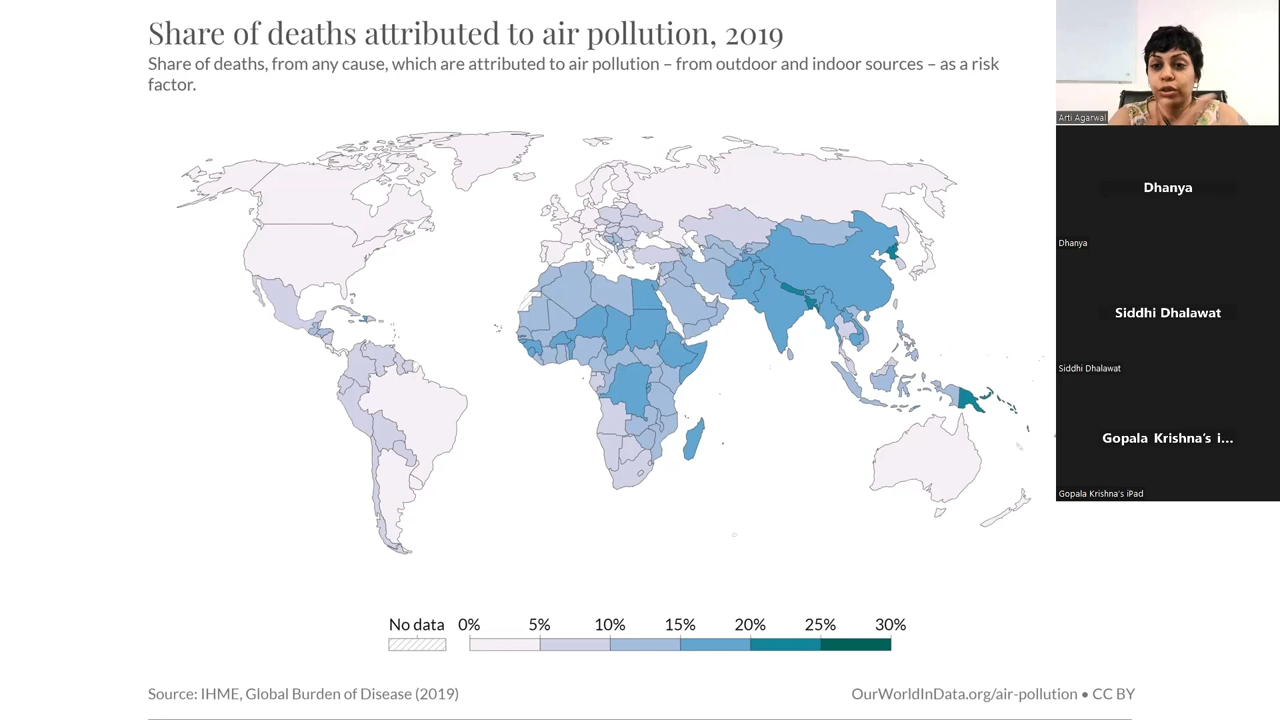 Share of deaths attributed to air pollution, 2019
Share of deaths, from any cause, which are attributed to air pollution – from outdoor and indoor sources – as a risk
factor.
Arti Agarwal
Dhanya
Dhanya
Siddhi Dhalawat
Siddhi Dhalawat
Gopala Krishna's i...
Gopala Krishna's iPad
No data 0% 5% 10% 15% 20% 25% 30%
Source: IHME, Global Burden of Disease (2019)
OurWorldInData.org/air-pollution • CC BY